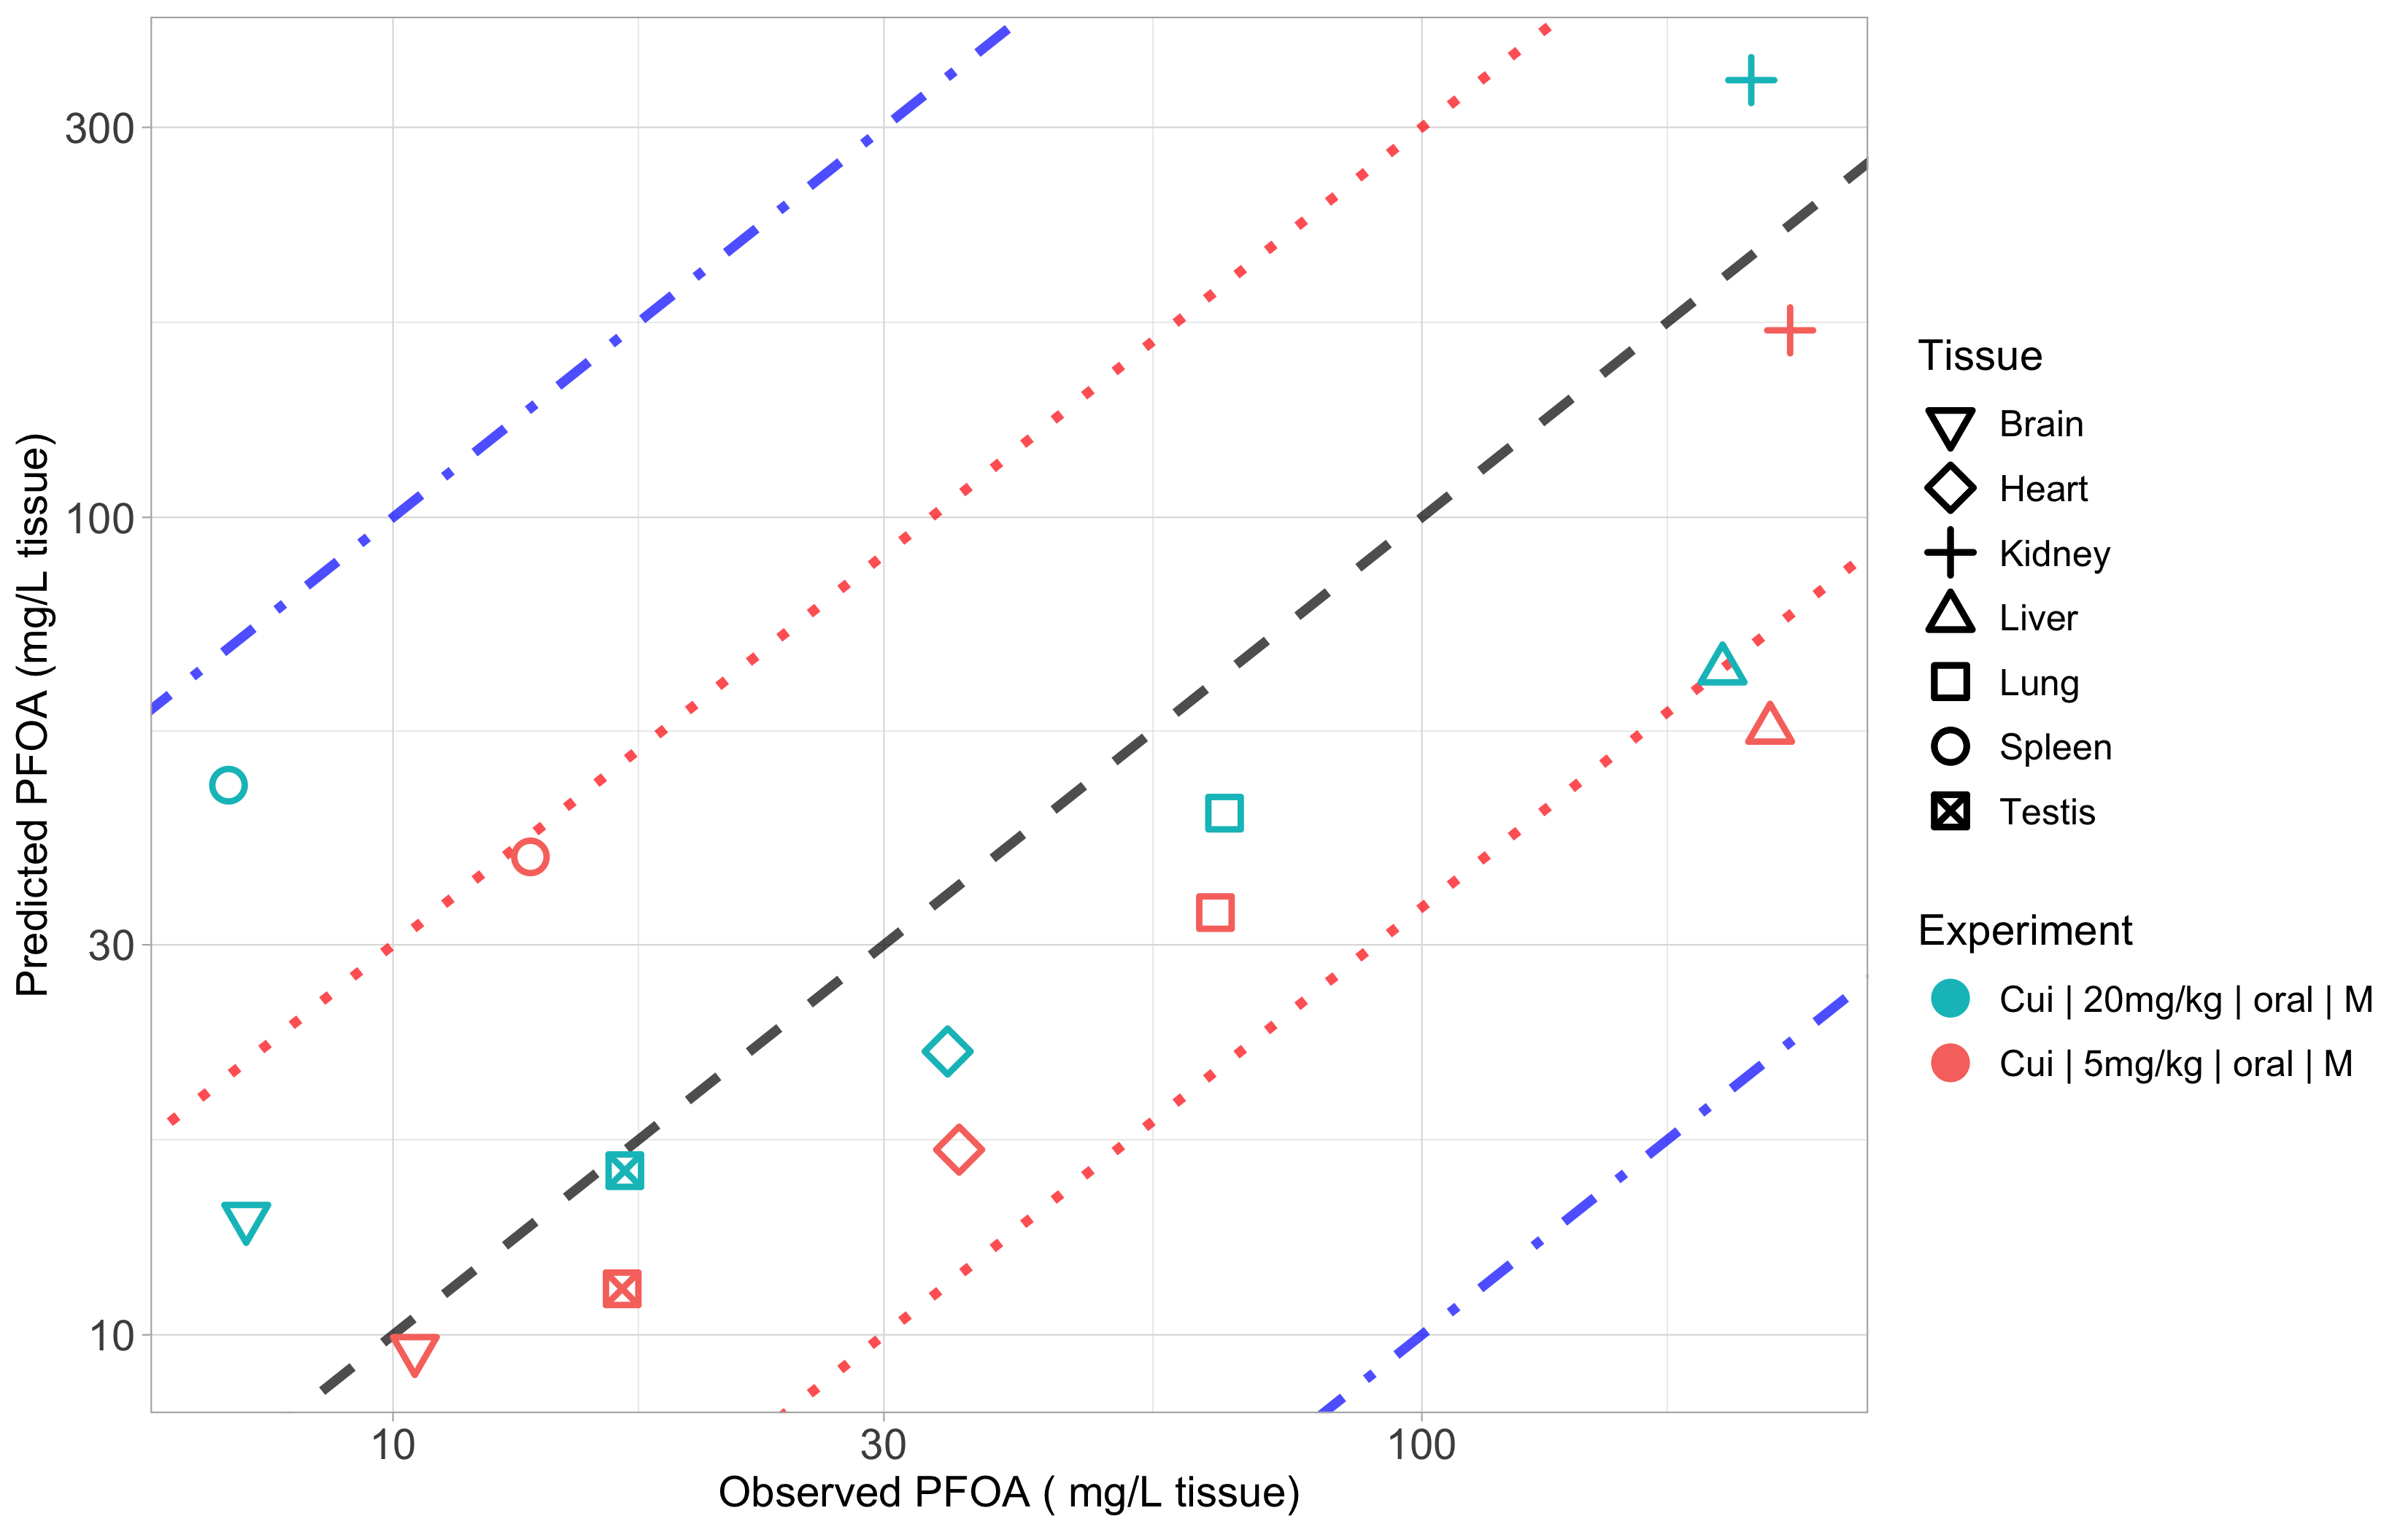 300
100
30
10
Predicted PFOA (mg/L tissue)
10
30
100
Observed PFOA ( mg/L tissue)
Tissue
Brain
Heart
Kidney
Liver
Lung
Spleen
Testis
Experiment
Cui | 20mg/kg | oral | M
Cui | 5mg/kg | oral | M